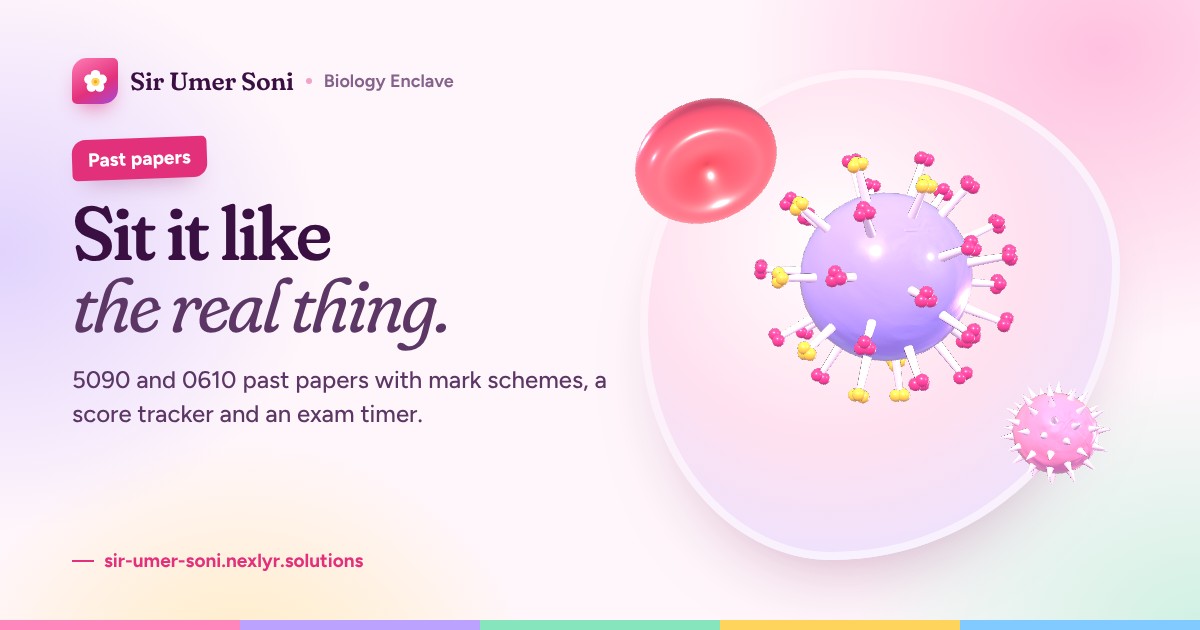 Sir Umer Soni • Biology Enclave
Past papers
Sit it like
the real thing.
5090 and 0610 past papers with mark schemes, a
score tracker and an exam timer.
— sir-umer-soni.nexlyr.solutions